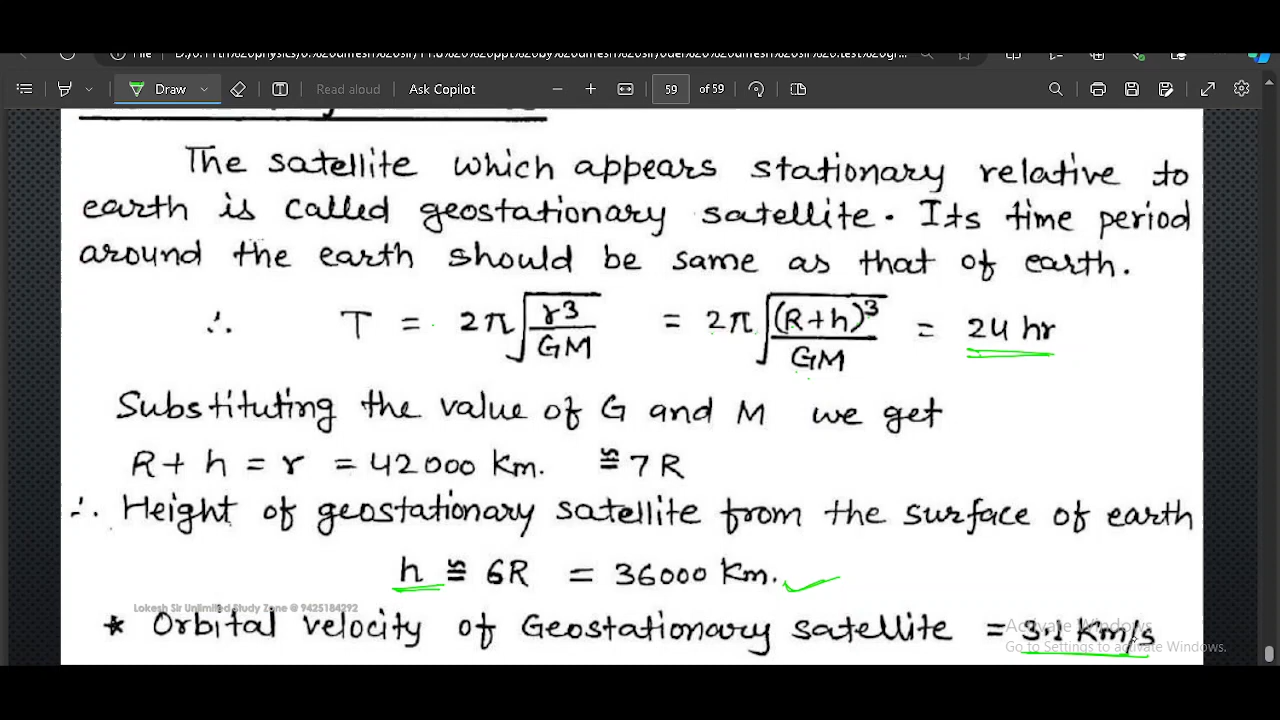 File
Draw
Read aloud
Ask Copilot
59 of 59
The satellite which appears stationary relative to
earth is called geostationary satellite. Its time period
around the earth should be same as that of earth.
∴ T = 2π√(r3/GM) = 2π√((R+h)3/GM) = 24 hr
Substituting the value of G and M we get
R+h = r = 42000 Km. ≅ 7R
∴ Height of geostationary satellite from the surface of earth
h ≅ 6R = 36000 Km.
Lokesh Sir Unlimited Study Zone @ 9425184292
* Orbital velocity of Geostationary satellite = 3.1 Km/s
Activate Windows
Go to Settings to activate Windows.